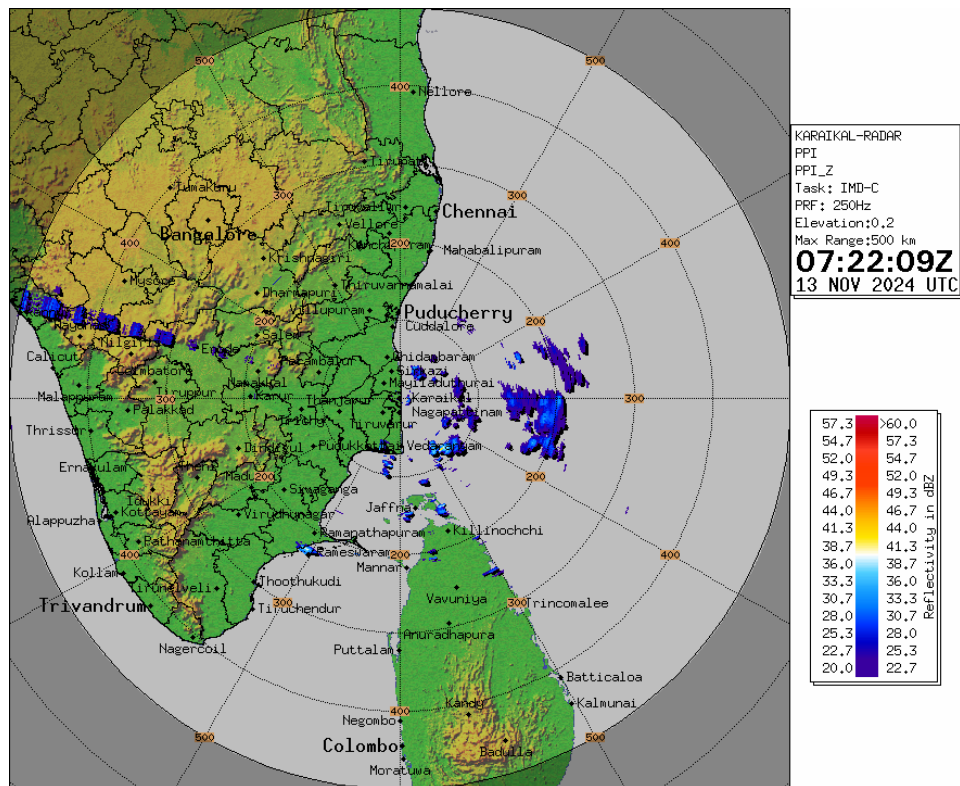 500
500
400
Nellore
KARAIKAL-RADAR
PPI
PPI_Z
Task: IMD-C
PRF: 250Hz
Elevation:0.2
Max Range:500 km
07:22:09Z
13 NOV 2024 UTC
Tumakuru
300
300
Chennai
Vellore
Bangalore
400
200
400
Mahabalipuram
Krishnagiri
Mysore
Thiruvannamalai
Dharmapuri
Villupuram
Puducherry
Cuddalore
200
200
Salem
Nilgiri
Erode
Calicut
Chidambaram
Coimbatore
Perambalur
Sirkazi
Malappuram
Tiruppur
Namakkal
Mayiladuthurai
300
Karur
Thanjavur
Karaikal
300
Palakkad
Trichy
Nagapattinam
Thrissur
Tiruvarur
Dindigul
Pudukkottai
Vedaranyam
Ernakulam
Theni
200
200
Idukki
Sivaganga
Kottayam
Virudhunagar
Jaffna
Alappuzha
Ramanathapuram
Killinochchi
Pathanamthitta
400
Rameswaram
200
400
Kollam
Mannar
Tirunelveli
Thoothukudi
Trivandrum
300
Vavuniya
300
Trincomalee
Tiruchendur
Anuradhapura
Nagercoil
Puttalam
Batticaloa
Kandy
Kalmunai
400
Negombo
500
500
Colombo
Badulla
Moratuwa
57.3 >60.0
54.7 57.3
52.0 54.7
49.3 52.0
46.7 49.3
44.0 46.7
41.3 44.0
38.7 41.3
36.0 38.7
33.3 36.0
30.7 33.3
28.0 30.7
25.3 28.0
22.7 25.3
20.0 22.7
Reflectivity in dBZ